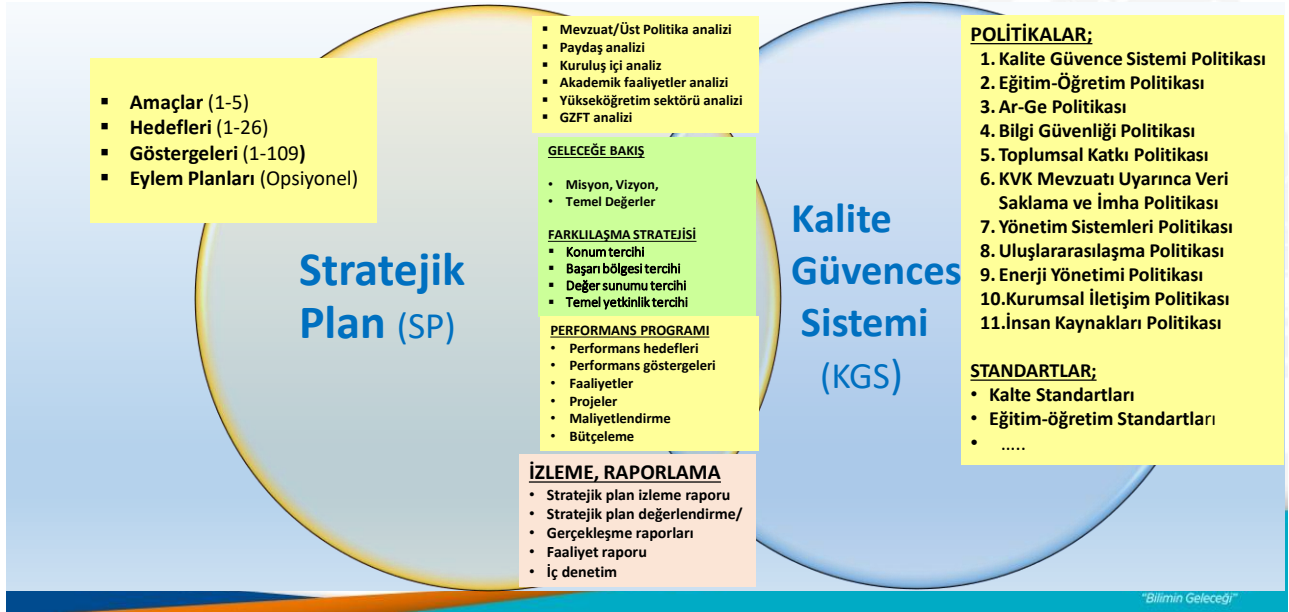 ▪ Amaçlar (1-5)
▪ Hedefleri (1-26)
▪ Göstergeleri (1-109)
▪ Eylem Planları (Opsiyonel)
Stratejik
Plan (SP)
▪ Mevzuat/Üst Politika analizi
▪ Paydaş analizi
▪ Kuruluş içi analiz
▪ Akademik faaliyetler analizi
▪ Yükseköğretim sektörü analizi
▪ GZFT analizi
GELECEĞE BAKIŞ
• Misyon, Vizyon,
• Temel Değerler
FARKLILAŞMA STRATEJİSİ
▪ Konum tercihi
▪ Başarı bölgesi tercihi
▪ Değer sunumu tercihi
▪ Temel yetkinlik tercihi
PERFORMANS PROGRAMI
• Performans hedefleri
• Performans göstergeleri
• Faaliyetler
• Projeler
• Maliyetlendirme
• Bütçeleme
İZLEME, RAPORLAMA
• Stratejik plan izleme raporu
• Stratejik plan değerlendirme/
• Gerçekleşme raporları
• Faaliyet raporu
• İç denetim
Kalite
Güvences
Sistemi
(KGS)
POLİTİKALAR;
1. Kalite Güvence Sistemi Politikası
2. Eğitim-Öğretim Politikası
3. Ar-Ge Politikası
4. Bilgi Güvenliği Politikası
5. Toplumsal Katkı Politikası
6. KVK Mevzuatı Uyarınca Veri
Saklama ve İmha Politikası
7. Yönetim Sistemleri Politikası
8. Uluslararasılaşma Politikası
9. Enerji Yönetimi Politikası
10.Kurumsal İletişim Politikası
11.İnsan Kaynakları Politikası
STANDARTLAR;
• Kalte Standartları
• Eğitim-öğretim Standartları
• .....
"Bilimin Geleceği"